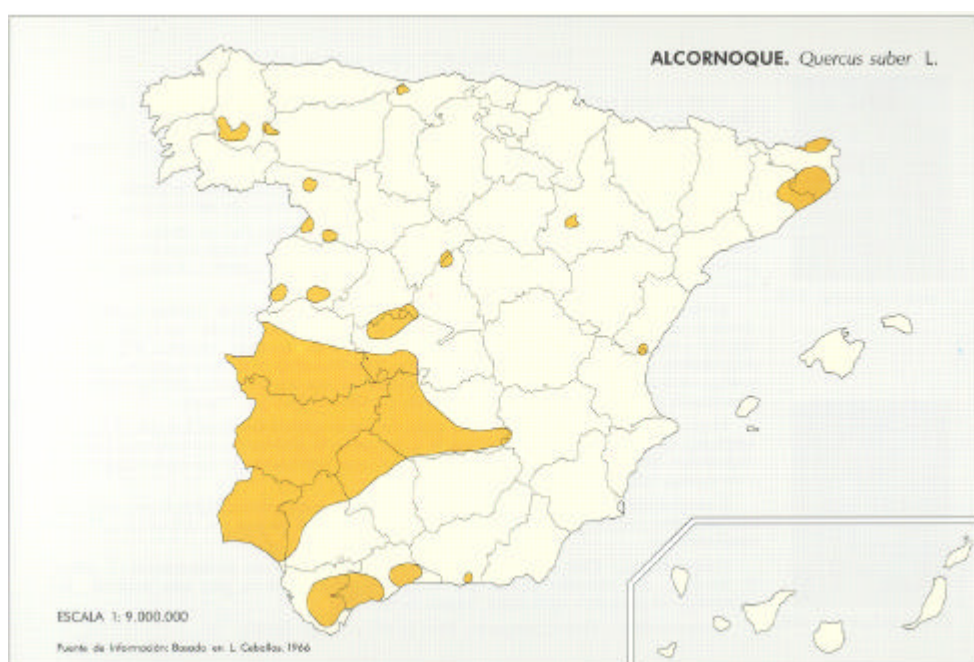 ALCORNOQUE. Quercus suber L.
ESCALA 1: 9.000.000
Fuente de Información: Basado en L. Ceballos, 1966